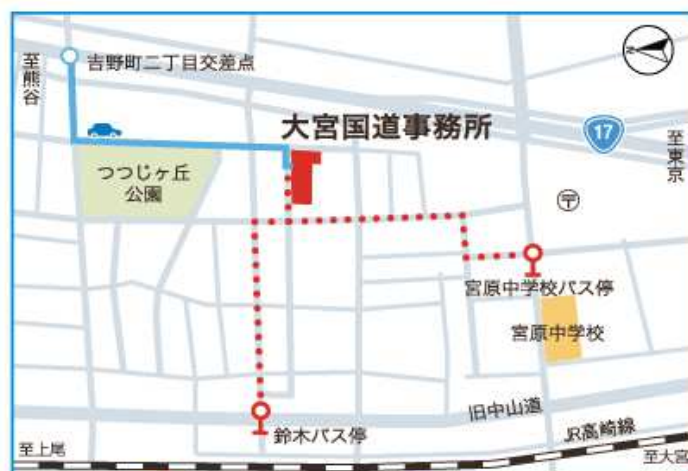 吉野町二丁目交差点
至熊谷
N
大宮国道事務所
17
至東京
つつじヶ丘
公園
〒
宮原中学校バス停
宮原中学校
旧中山道
鈴木バス停
JR高崎線
至上尾
至大宮